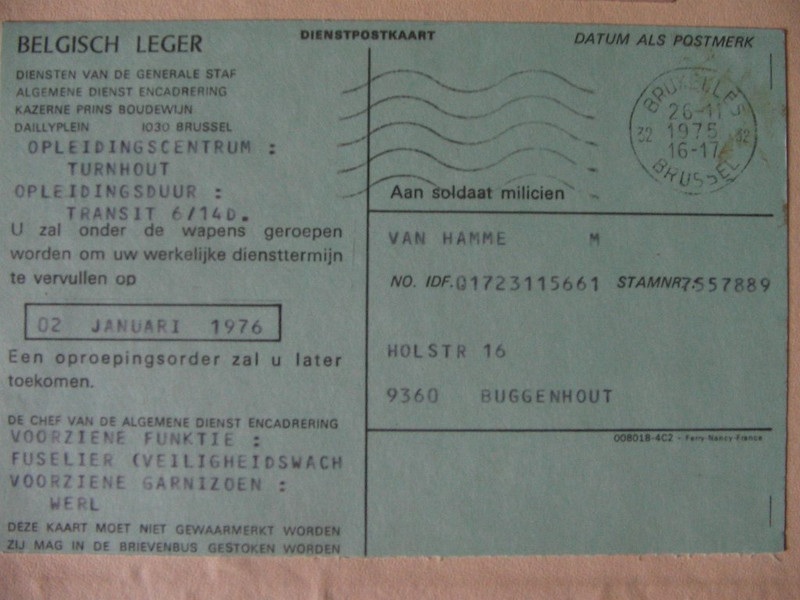 BELGISCH LEGER
DIENSTPOSTKAART
DATUM ALS POSTMERK
DIENSTEN VAN DE GENERALE STAF
ALGEMENE DIENST ENCADRERING
KAZERNE PRINS BOUDEWIJN
DAILLYPLEIN 1030 BRUSSEL
OPLEIDINGSCENTRUM :
TURNHOUT
OPLEIDINGSDUUR :
TRANSIT 6/14D.
U zal onder de wapens geroepen
worden om uw werkelijke diensttermijn
te vervullen op
02 JANUARI 1976
Een oproepingsorder zal u later
toekomen.
DE CHEF VAN DE ALGEMENE DIENST ENCADRERING
VOORZIENE FUNKTIE :
FUSELIER (VEILIGHEIDSWACH
VOORZIENE GARNIZOEN :
WERL
DEZE KAART MOET NIET GEWAARMERKT WORDEN
ZIJ MAG IN DE BRIEVENBUS GESTOKEN WORDEN
BRUXELLES
26-11
32 1975 32
16-17
BRUSSEL
Aan soldaat milicien
VAN HAMME M
NO. IDF. 01723115661 STAMNR. 7557889
HOLSTR 16
9360 BUGGENHOUT
008018-4C2 - Ferry-Nancy-France